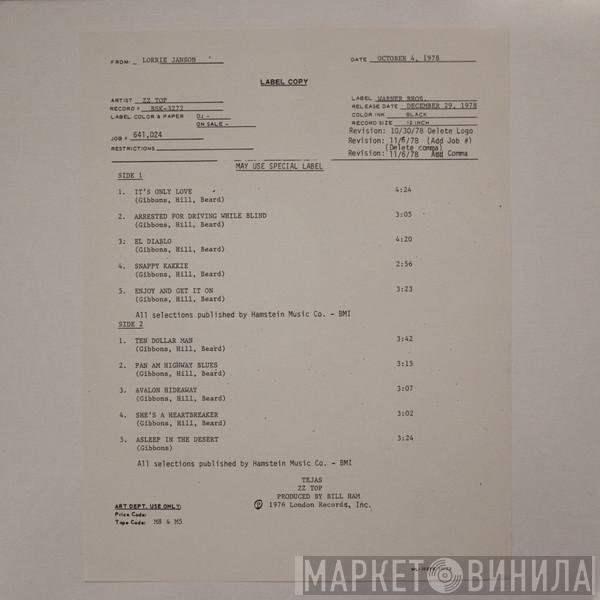 FROM: LORRIE JANSON
DATE OCTOBER 4, 1978
LABEL COPY
ARTIST ZZ TOP
LABEL WARNER BROS.
RECORD # BSK-3272
RELEASE DATE DECEMBER 29, 1978
LABEL COLOR & PAPER DJ -
COLOR INK BLACK
ON SALE -
RECORD SIZE 12 INCH
JOB # 641,024
Revision: 10/30/78 Delete Logo
Revision: 11/6/78 (Add Job #)
RESTRICTIONS
(Delete comma)
Revision: 11/6/78 Add Comma
MAY USE SPECIAL LABEL
SIDE 1
1. IT'S ONLY LOVE 4:24
(Gibbons, Hill, Beard)
2. ARRESTED FOR DRIVING WHILE BLIND 3:05
(Gibbons, Hill, Beard)
3: EL DIABLO 4:20
(Gibbons, Hill, Beard)
4. SNAPPY KAKKIE 2:56
(Gibbons, Hill, Beard)
5. ENJOY AND GET IT ON 3:23
(Gibbons, Hill, Beard)
All selections published by Hamstein Music Co. - BMI
SIDE 2
1. TEN DOLLAR MAN 3:42
(Gibbons, Hill, Beard)
2. PAN AM HIGHWAY BLUES 3:15
(Gibbons, Hill, Beard)
3. AVALON HIDEAWAY 3:07
(Gibbons, Hill, Beard)
4. SHE'S A HEARTBREAKER 3:02
(Gibbons, Hill, Beard)
5. ASLEEP IN THE DESERT 3:24
(Gibbons)
All selections published by Hamstein Music Co. - BMI
TEJAS
ZZ TOP
PRODUCED BY BILL HAM
℗ 1976 London Records, Inc.
ART DEPT. USE ONLY:
Price Code:
Tape Code: M8 & M5
МАРКЕТ ВИНИЛА